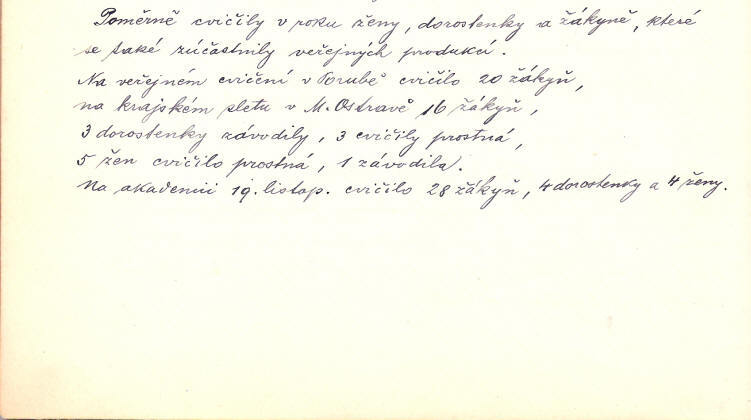 Poměrně cvičily v roku ženy, dorostenky a žákyně, které
se také zúčastnily veřejných produkcí.
Na veřejném cvičení v Porubě cvičilo 20 žákyň,
na krajském sletu v M. Ostravě 16 žákyň,
3 dorostenky závodily, 3 cvičily prostná,
5 žen cvičilo prostná, 1 závodila.
Na akademii 19. listop. cvičilo 28 žákyň, 4 dorostenky a 4 ženy.